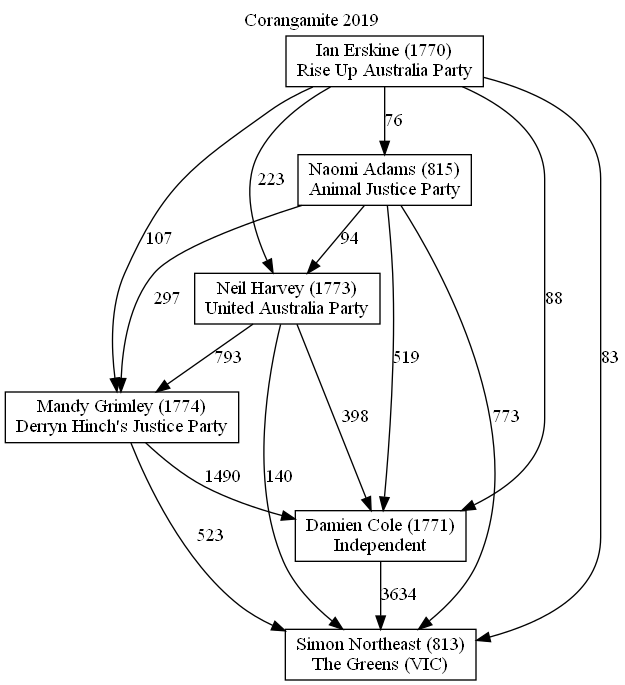 Corangamite 2019
Ian Erskine (1770)
Rise Up Australia Party
76
Naomi Adams (815)
Animal Justice Party
223
107
94
297
Neil Harvey (1773)
United Australia Party
88
83
793
519
Mandy Grimley (1774)
Derryn Hinch's Justice Party
398
773
1490
140
Damien Cole (1771)
Independent
523
3634
Simon Northeast (813)
The Greens (VIC)